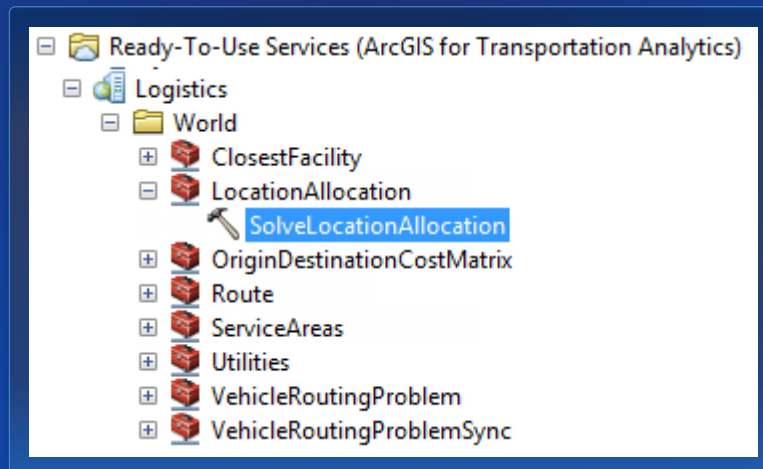 Ready-To-Use Services (ArcGIS for Transportation Analytics)
Logistics
World
ClosestFacility
LocationAllocation
SolveLocationAllocation
OriginDestinationCostMatrix
Route
ServiceAreas
Utilities
VehicleRoutingProblem
VehicleRoutingProblemSync